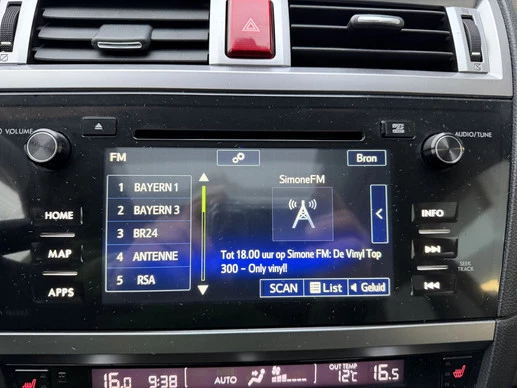 VOLUME
AUDIO/TUNE
FM
Bron
SimoneFM
1 BAYERN 1
2 BAYERN 3
3 BR24
4 ANTENNE
5 RSA
Tot 18.00 uur op Simone FM: De Vinyl Top
300 – Only vinyl!
SCAN
List
Geluid
HOME
MAP
APPS
INFO
SEEK
TRACK
16.0
9:38
AUTO
OUT TEMP
12°C
16.5